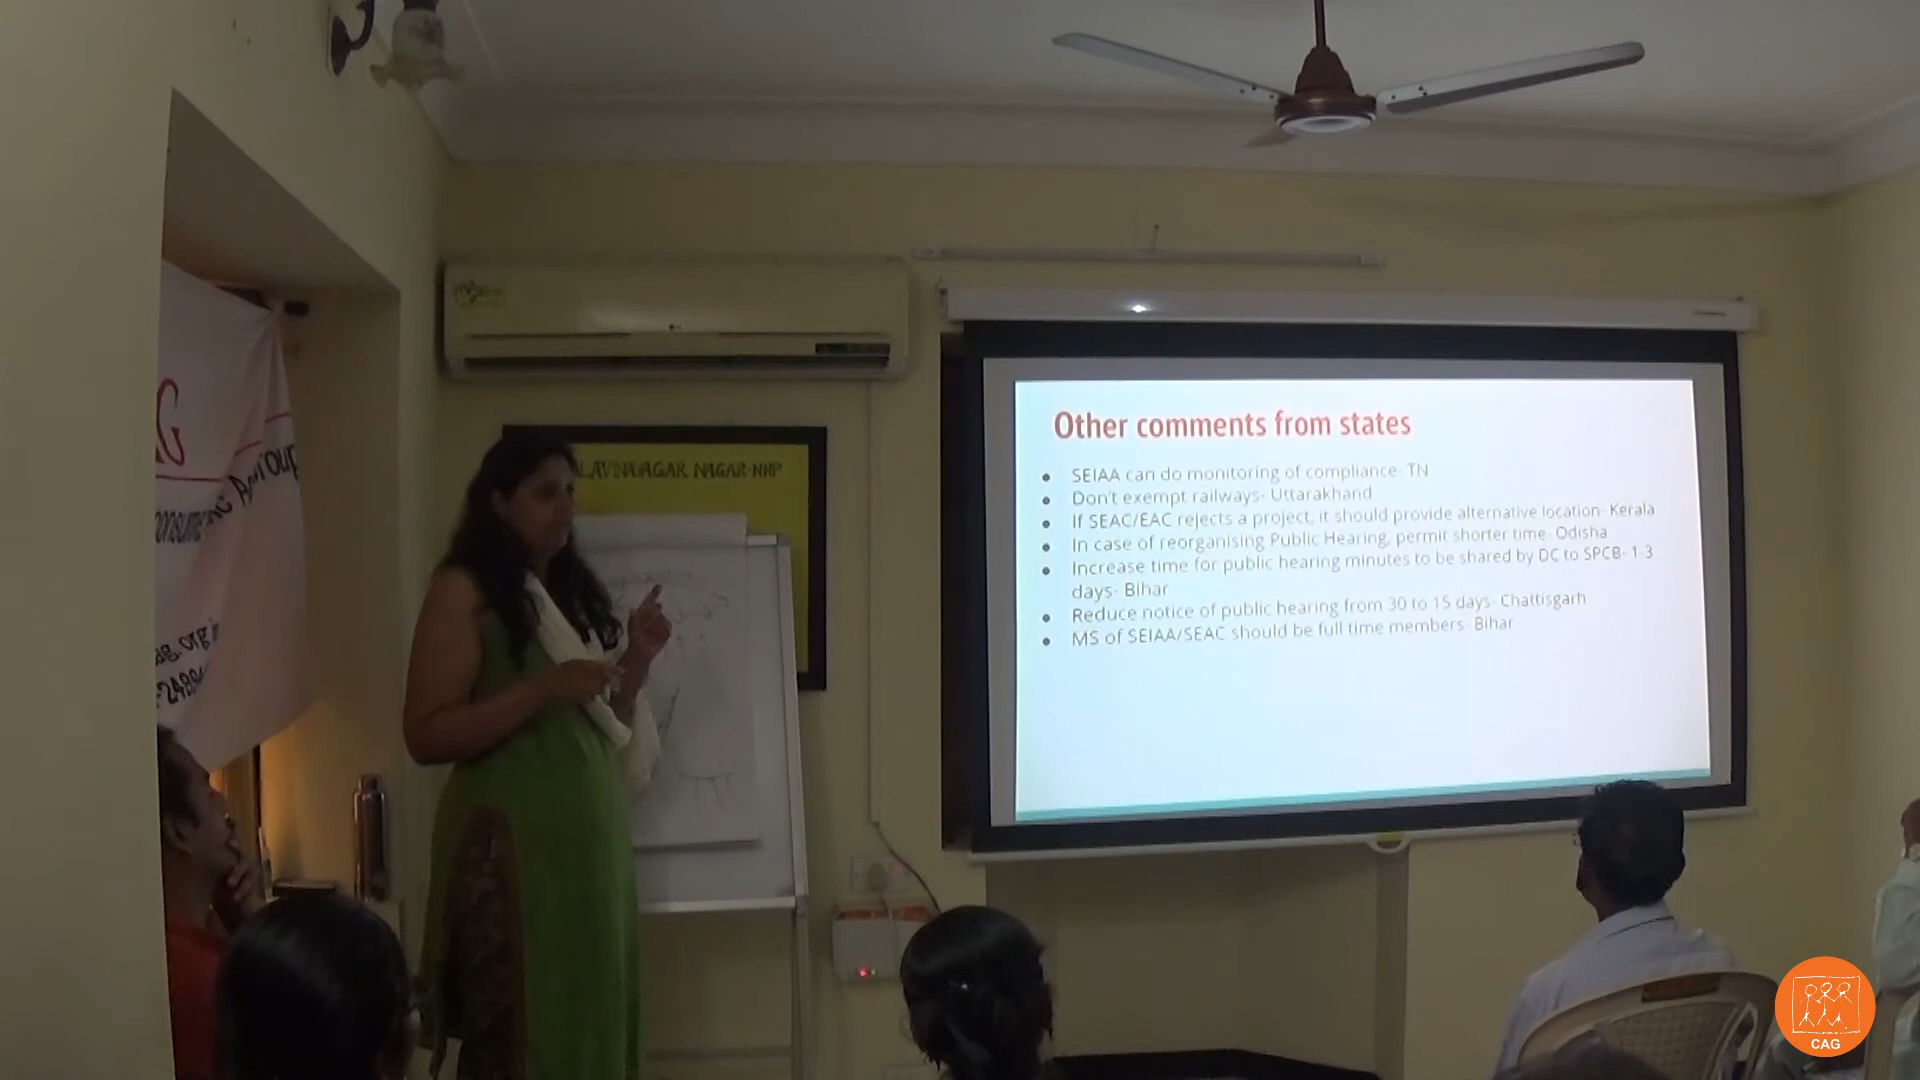 Other comments from states
SEIAA can do monitoring of compliance- TN
Don't exempt railways- Uttarakhand
If SEAC/EAC rejects a project, it should provide alternative location- Kerala
In case of reorganising Public Hearing, permit shorter time- Odisha
Increase time for public hearing minutes to be shared by DC to SPCB- 1-3
days- Bihar
Reduce notice of public hearing from 30 to 15 days- Chattisgarh
MS of SEIAA/SEAC should be full time members- Bihar
NAGAR-NNP
CAG